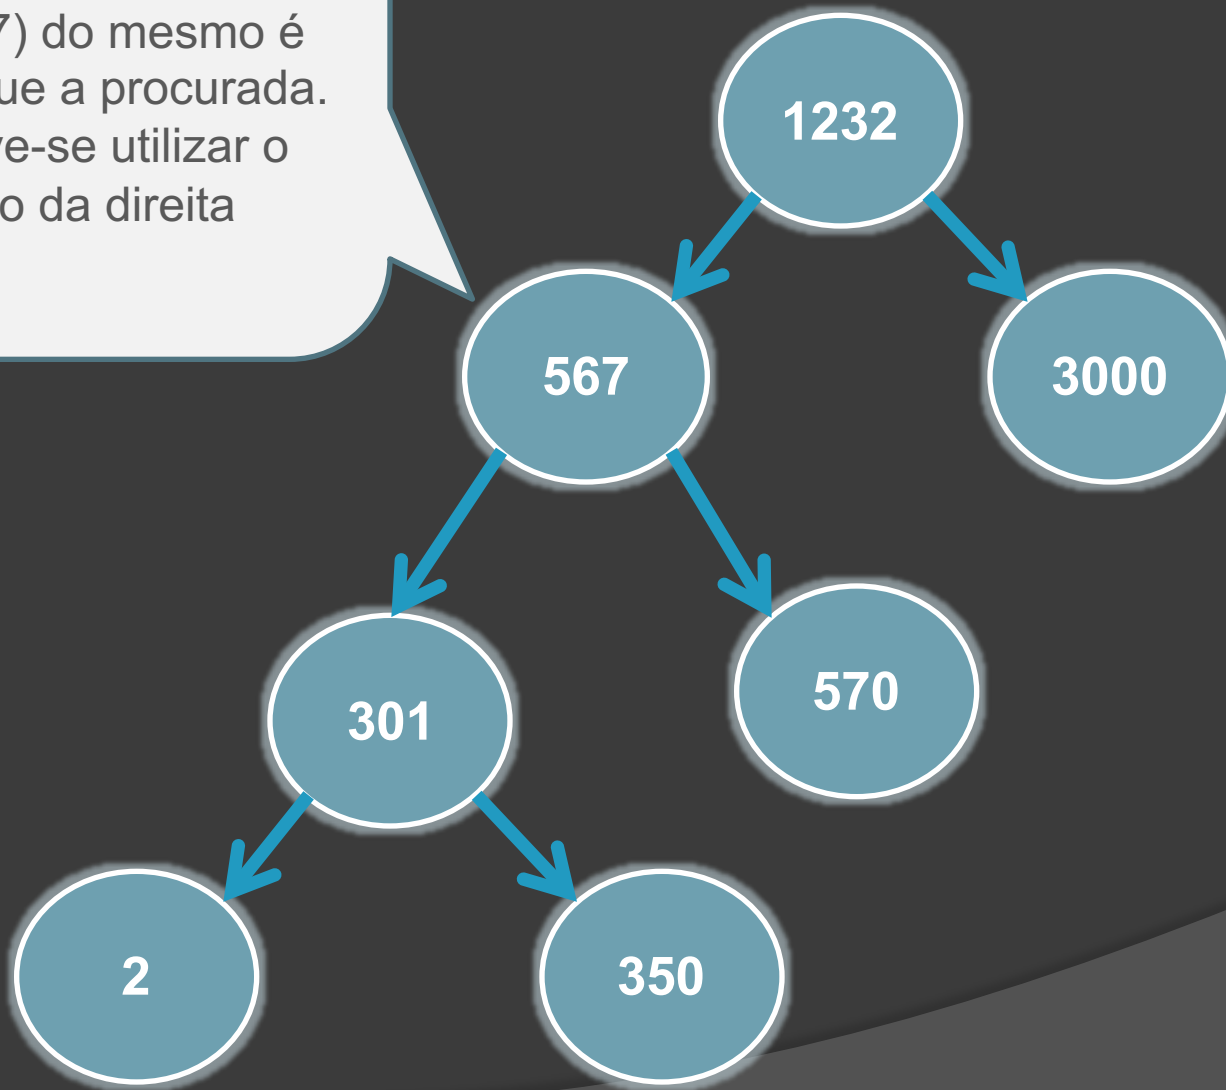 7) do mesmo é
ue a procurada.
ve-se utilizar o
o da direita
1232
567
3000
301
570
2
350